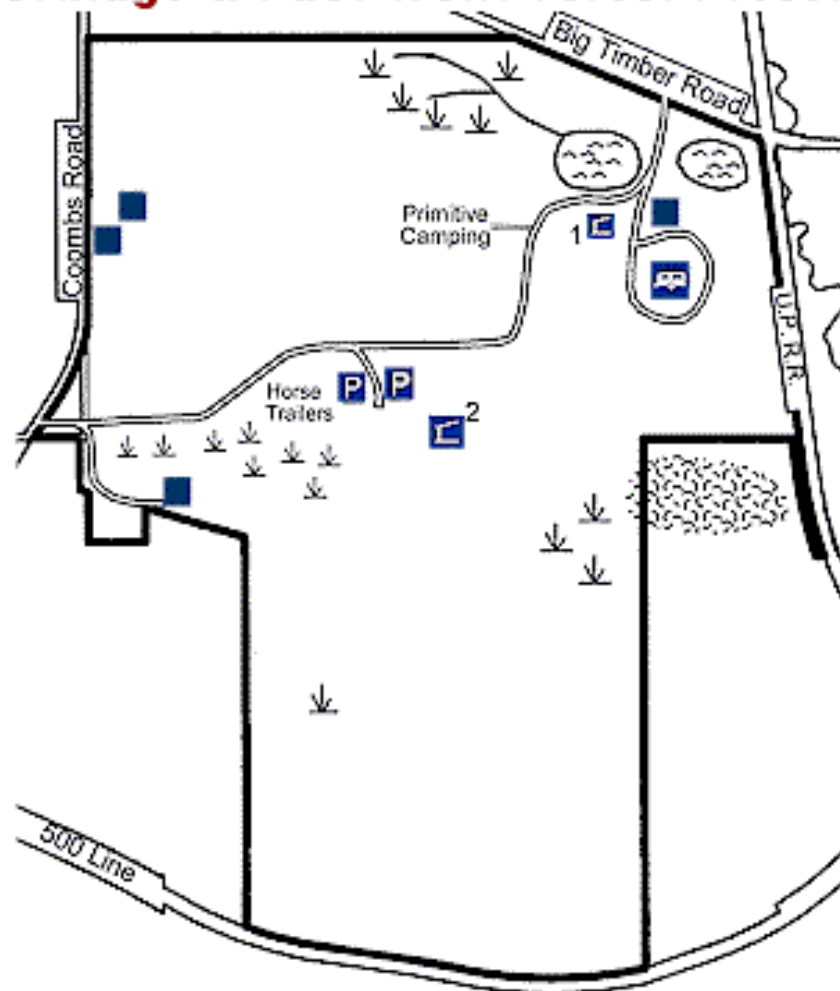 Big Timber Road
Coombs Road
Primitive
Camping
1
U.P. R.R.
Horse
Trailers
P
P
2
500 Line